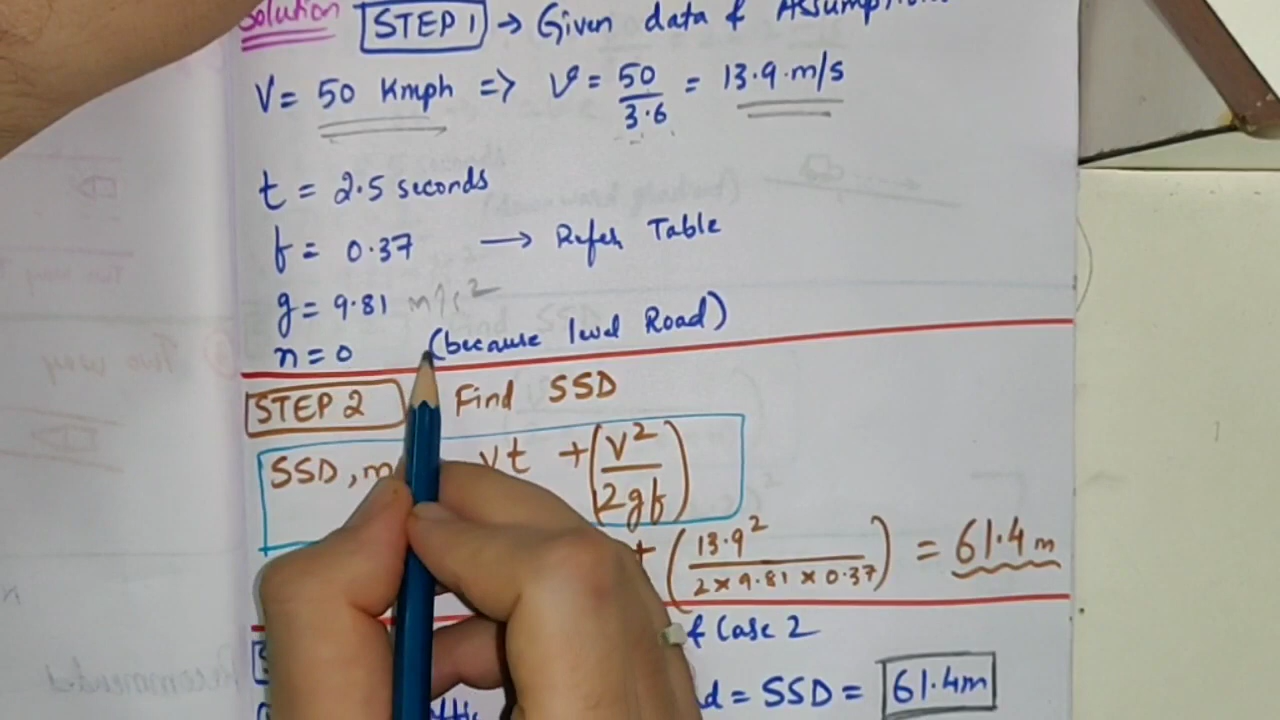 Solution STEP 1 → Given data & Assumptions
V = 50 Kmph => v = 50/3.6 = 13.9 m/s
t = 2.5 seconds
f = 0.37 → Refer Table
g = 9.81 m/s²
n = 0 (because level Road)
STEP 2 Find SSD
SSD, m vt + (v²/2gf)
+ (13.9²/2 × 9.81 × 0.37) = 61.4 m
& Case 2
d = SSD = 61.4m